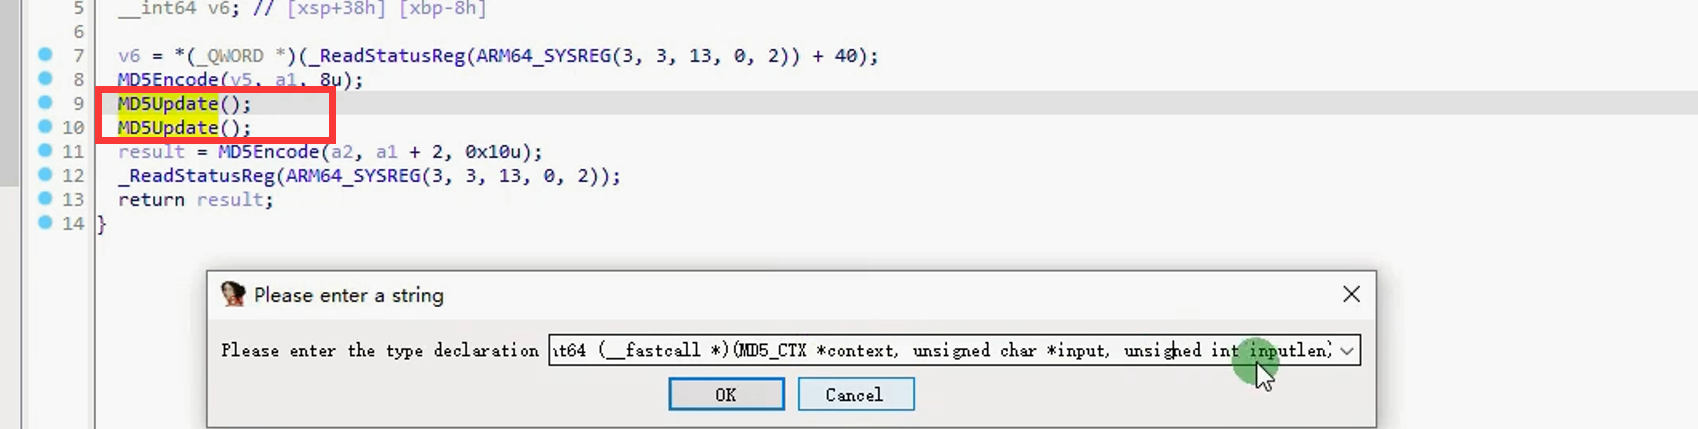 5 __int64 v6; // [xsp+38h] [xbp-8h]
6
7 v6 = *(_QWORD *)(_ReadStatusReg(ARM64_SYSREG(3, 3, 13, 0, 2)) + 40);
8 MD5Encode(v5, a1, 8u);
9 MD5Update();
10 MD5Update();
11 result = MD5Encode(a2, a1 + 2, 0x10u);
12 _ReadStatusReg(ARM64_SYSREG(3, 3, 13, 0, 2));
13 return result;
14 }
Please enter a string
Please enter the type declaration t64 (__fastcall *)(MD5_CTX *context, unsigned char *input, unsigned int inputlen)
OK Cancel